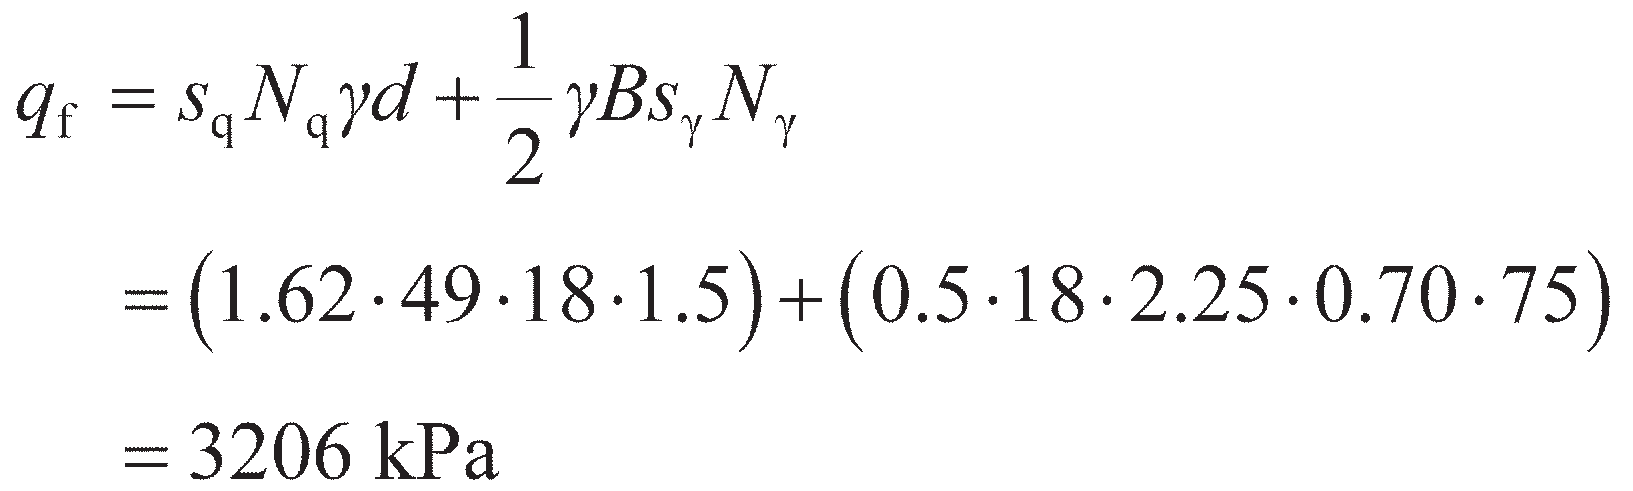 q_f = s_q N_q γd + \frac{1}{2} γB s_γ N_γ
= (1.62·49·18·1.5) + (0.5·18·2.25·0.70·75)
= 3206 kPa